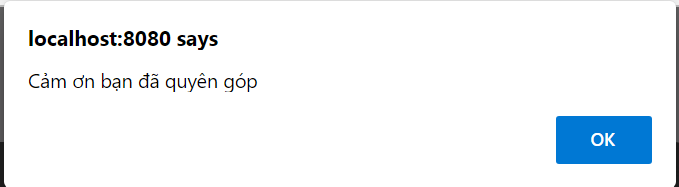 localhost:8080 says
Cảm ơn bạn đã quyên góp
OK